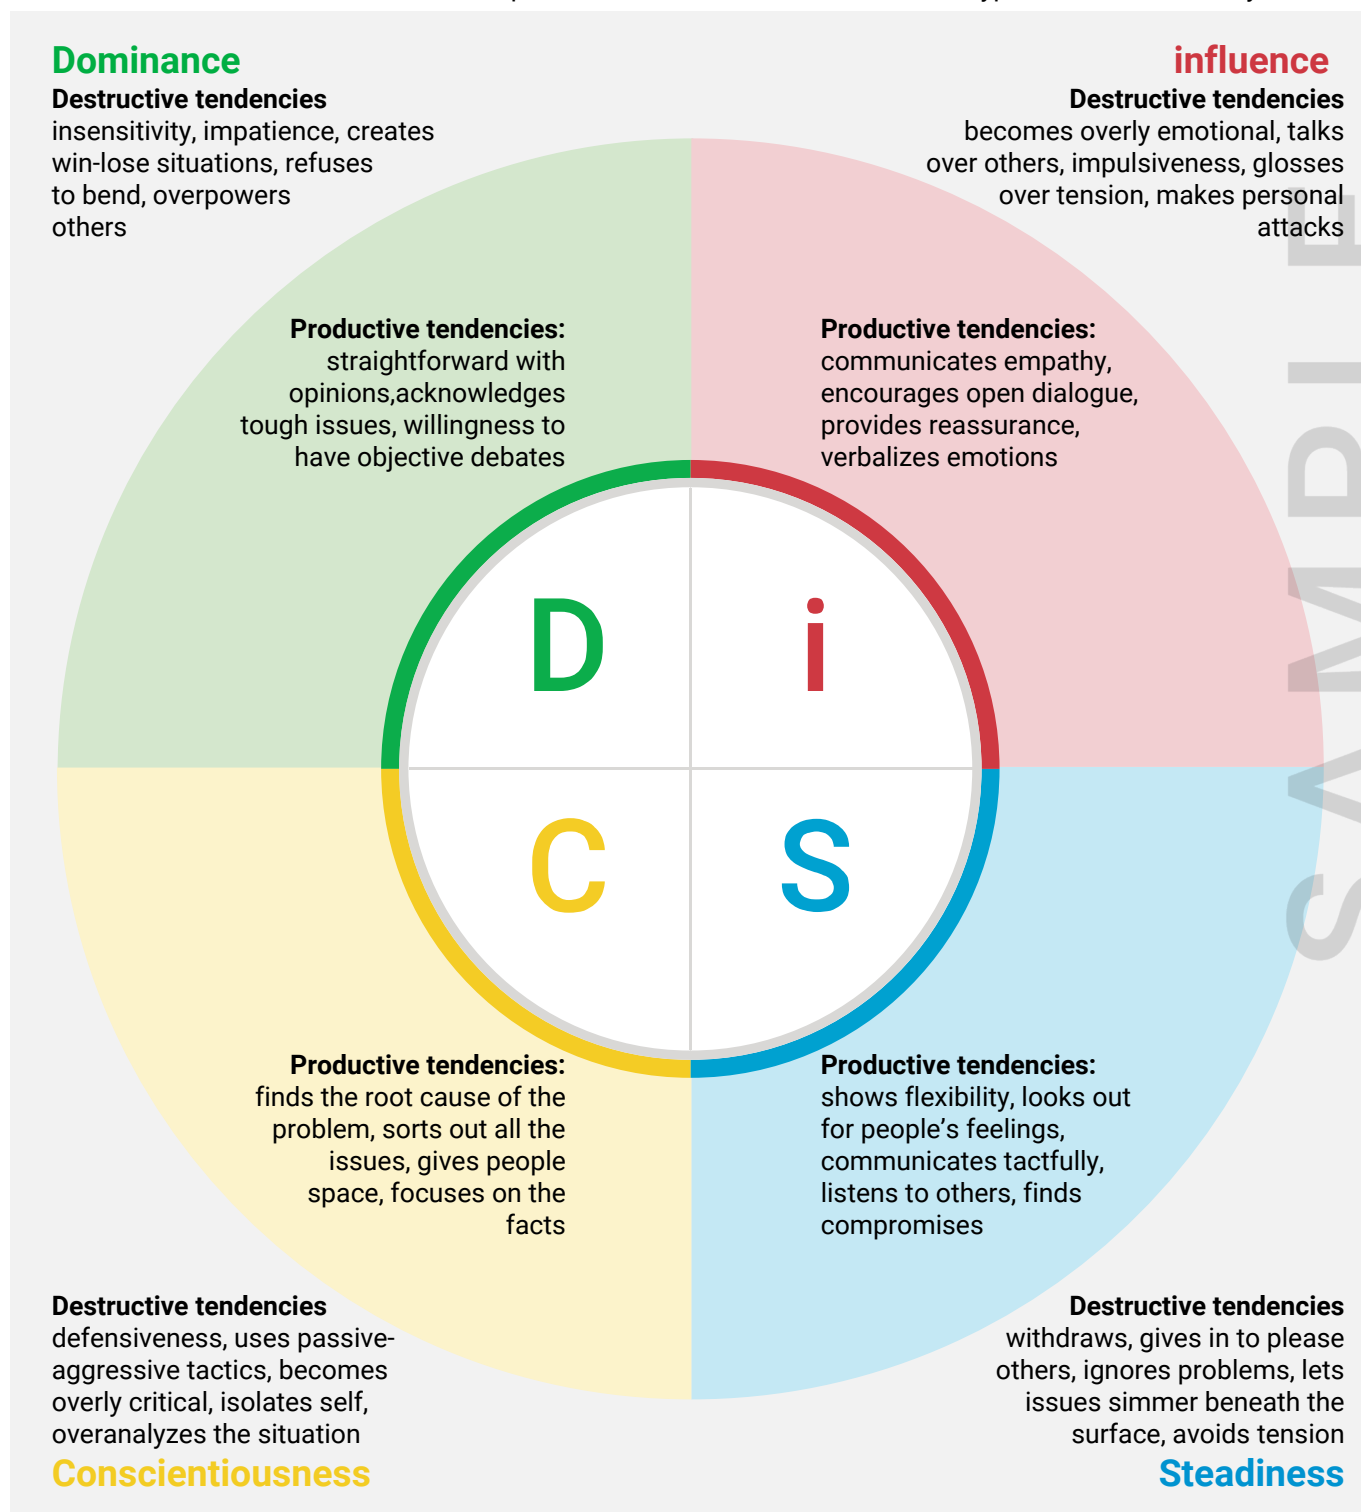 Dominance
Destructive tendencies
insensitivity, impatience, creates
win-lose situations, refuses
to bend, overpowers
others
influence
Destructive tendencies
becomes overly emotional, talks
over others, impulsiveness, glosses
over tension, makes personal
attacks
Productive tendencies:
straightforward with
opinions,acknowledges
tough issues, willingness to
have objective debates
Productive tendencies:
communicates empathy,
encourages open dialogue,
provides reassurance,
verbalizes emotions
D
i
C
S
Productive tendencies:
finds the root cause of the
problem, sorts out all the
issues, gives people
space, focuses on the
facts
Productive tendencies:
shows flexibility, looks out
for people’s feelings,
communicates tactfully,
listens to others, finds
compromises
Destructive tendencies
defensiveness, uses passive-
aggressive tactics, becomes
overly critical, isolates self,
overanalyzes the situation
Conscientiousness
Destructive tendencies
withdraws, gives in to please
others, ignores problems, lets
issues simmer beneath the
surface, avoids tension
Steadiness
SAMPLE